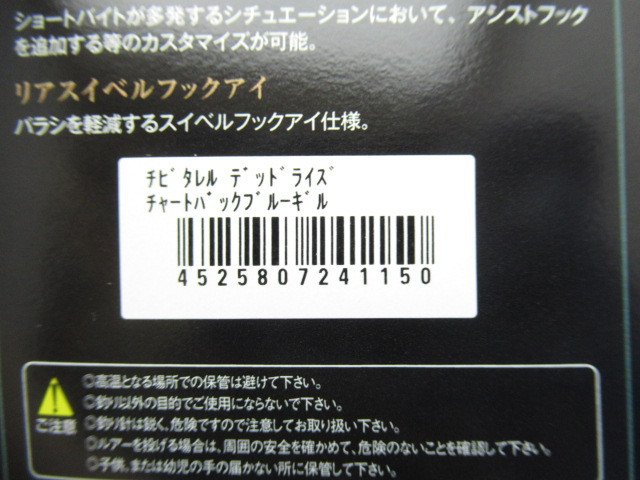 ショートバイトが多発するシチュエーションにおいて、アシストフック
を追加する等のカスタマイズが可能。
リアスイベルフックアイ
バラシを軽減するスイベルフックアイ仕様。
チビタレル デッドライズ
チャートバックブルーギル
4525807241150
ご注意
◎高温となる場所での保管は避けて下さい。
◎釣り以外の目的でご使用にならないで下さい。
◎釣り針は鋭く、危険ですので注意してお取り扱い下さい。
◎ルアーを投げる場合は、周囲の安全を確かめて、危険のないことを確認して下さい。
◎子供、または幼児の手の届かない所に保管して下さい。